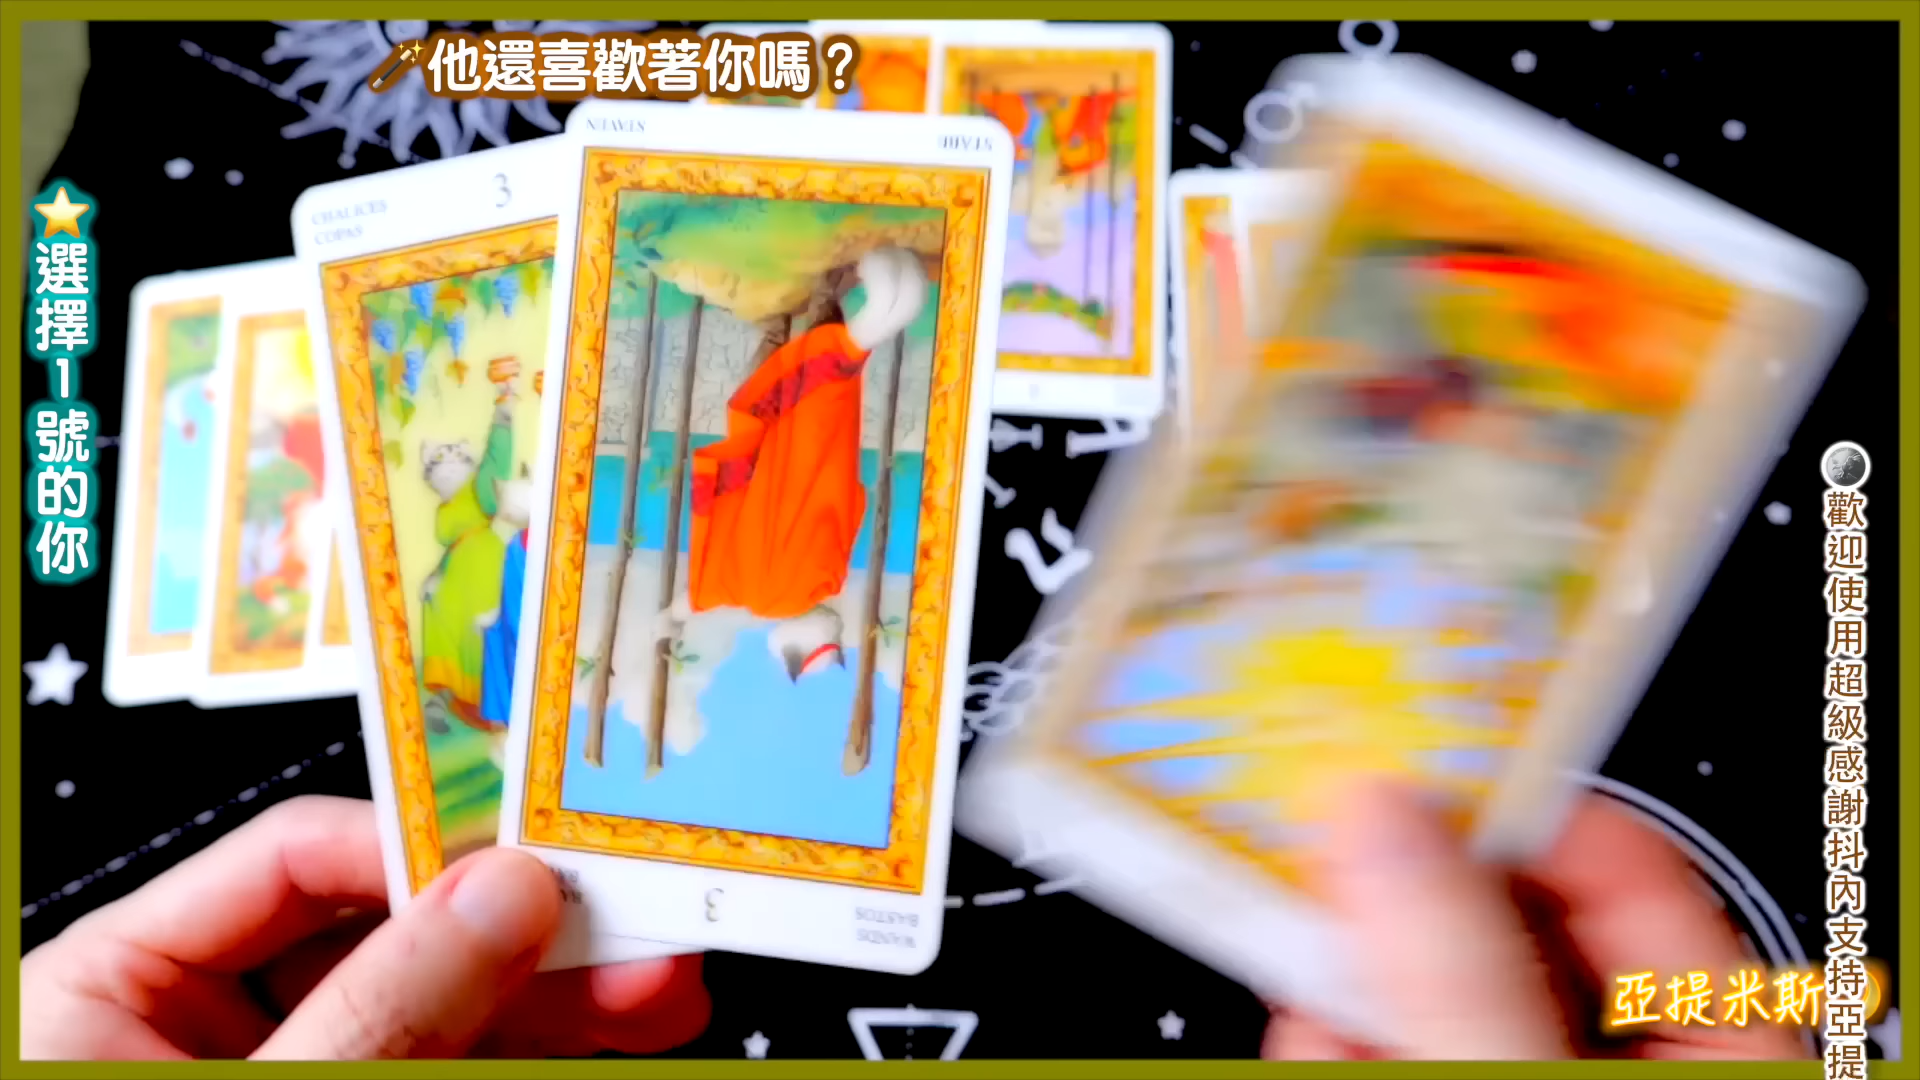 他還喜歡著你嗎？
選擇1號的你
CHALICES
COPAS
3
STAVEN
WANDS
BASTOS
3
歡迎使用超級感謝抖內支持亞提
亞提米斯